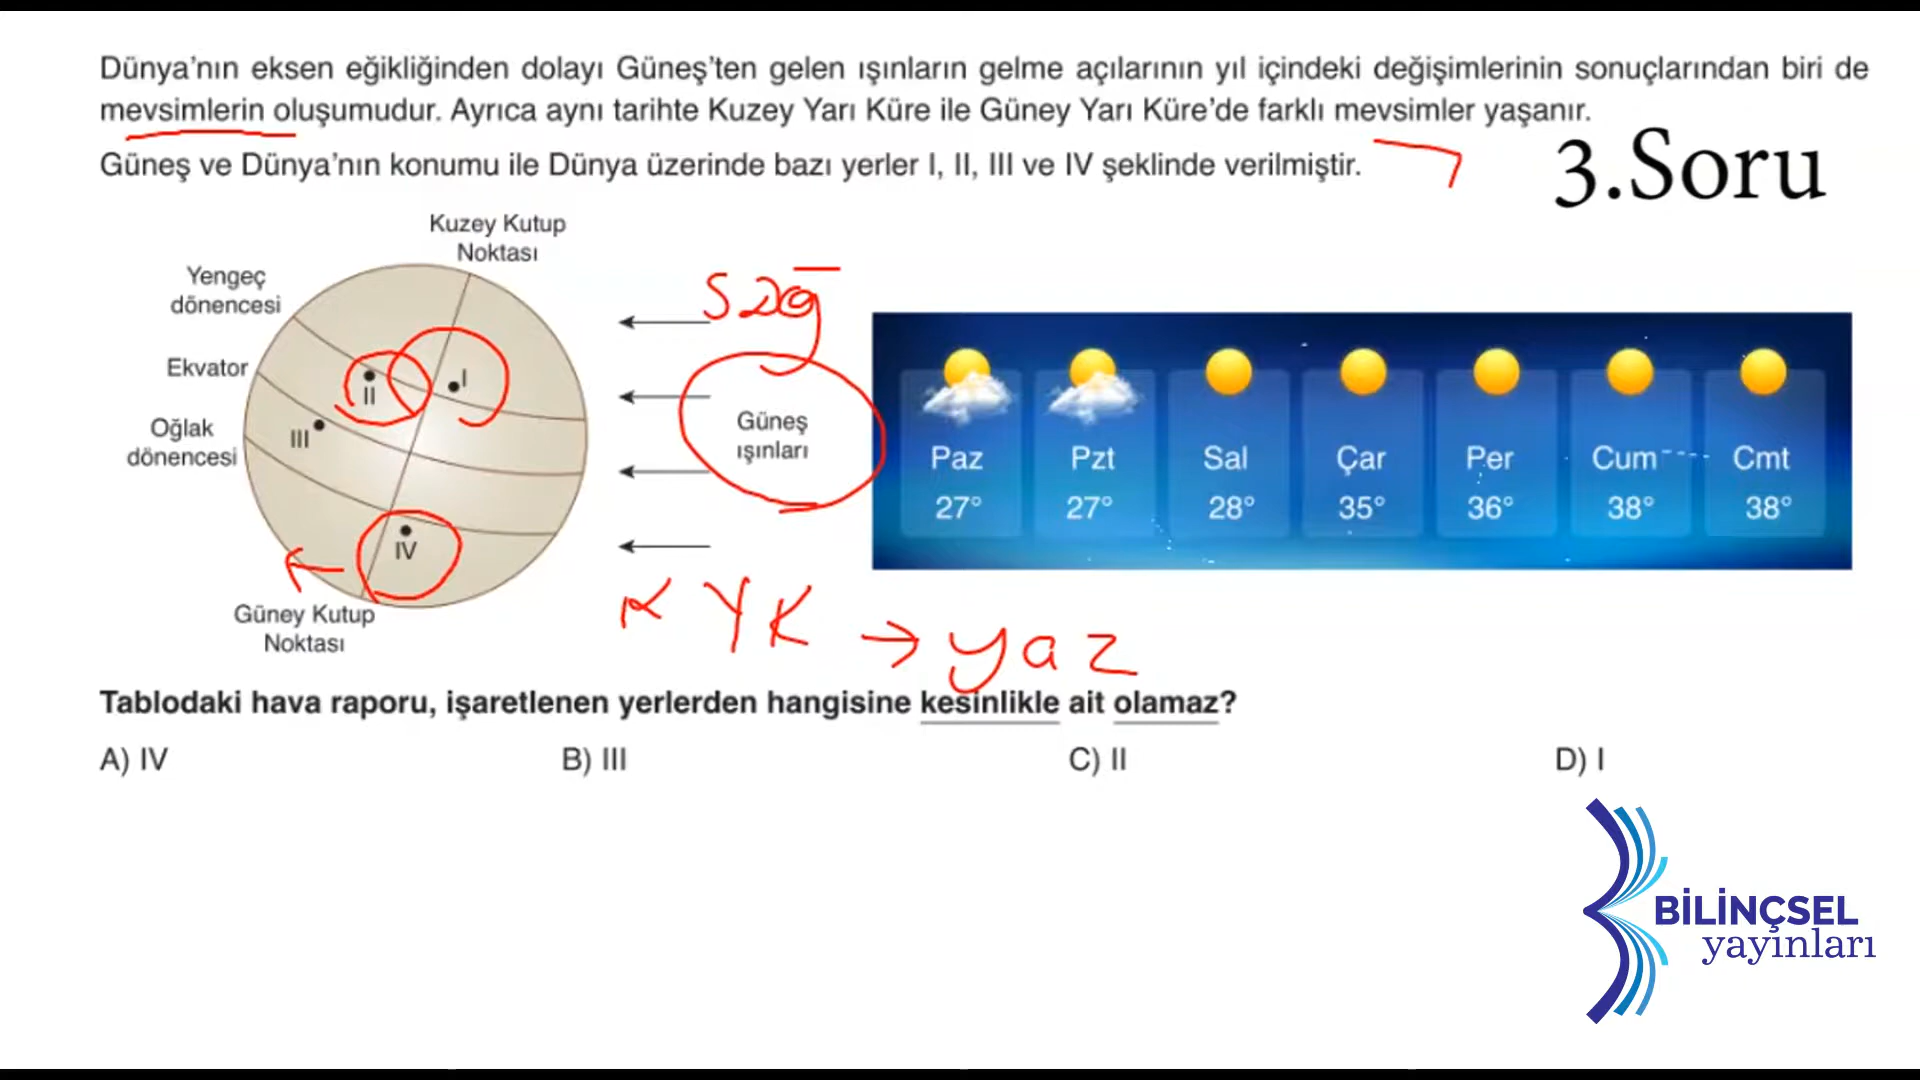 Dünya’nın eksen eğikliğinden dolayı Güneş’ten gelen ışınların gelme açılarının yıl içindeki değişimlerinin sonuçlarından biri de
mevsimlerin oluşumudur. Ayrıca aynı tarihte Kuzey Yarı Küre ile Güney Yarı Küre’de farklı mevsimler yaşanır.
Güneş ve Dünya’nın konumu ile Dünya üzerinde bazı yerler I, II, III ve IV şeklinde verilmiştir.
3.Soru
Kuzey Kutup
Noktası
Yengeç
dönencesi
Ekvator
Oğlak
dönencesi
I
II
III
IV
Güney Kutup
Noktası
sağ
Güneş
ışınları
Paz Pzt Sal Çar Per Cum Cmt
27° 27° 28° 35° 36° 38° 38°
KYK → yaz
Tablodaki hava raporu, işaretlenen yerlerden hangisine kesinlikle ait olamaz?
A) IV B) III C) II D) I
BİLİNÇSEL
yayınları